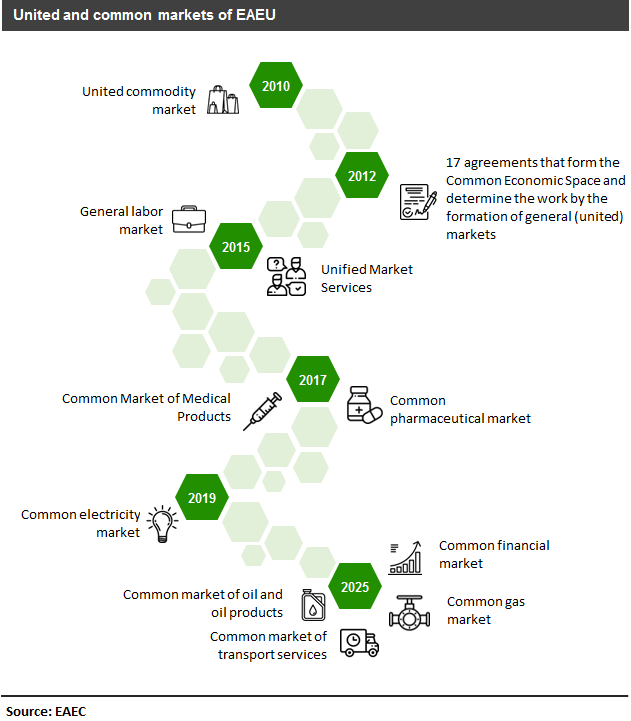 United and common markets of EAEU
2010
United commodity
market
2012
17 agreements that form the
Common Economic Space and
determine the work by the
formation of general (united)
markets
General labor
market
2015
Unified Market
Services
2017
Common Market of Medical
Products
Common
pharmaceutical market
2019
Common electricity
market
Common financial
market
2025
Common market of oil and
oil products
Common gas
market
Common market of
transport services
Source: EAEC